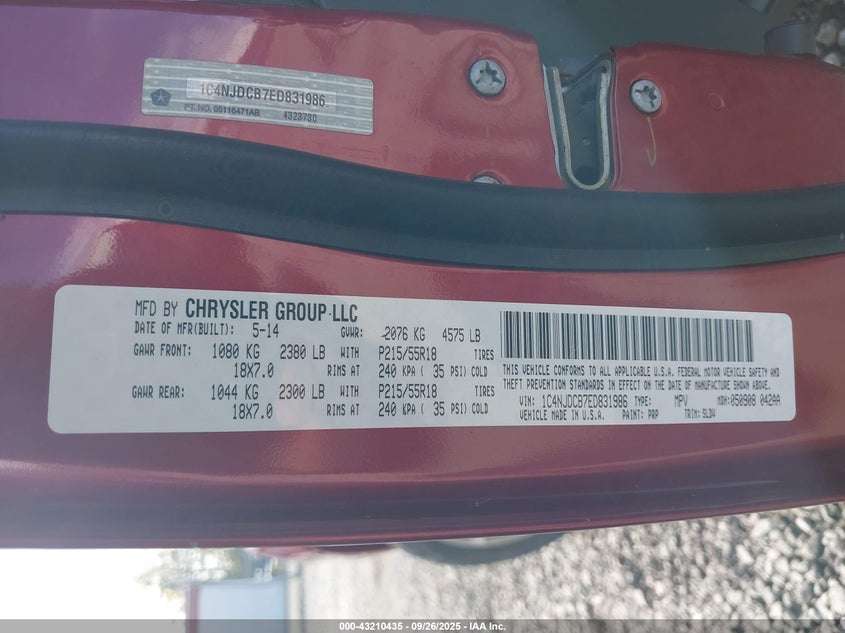 1C4NJDCB7ED831986
PT. NO. 05116471AB 4323730
MFD BY CHRYSLER GROUP LLC
DATE OF MFR(BUILT): 5-14 GVWR: 2076 KG 4575 LB
GAWR FRONT: 1080 KG 2380 LB WITH P215/55R18 TIRES
18X7.0 RIMS AT 240 KPA ( 35 PSI) COLD
GAWR REAR: 1044 KG 2300 LB WITH P215/55R18 TIRES
18X7.0 RIMS AT 240 KPA ( 35 PSI) COLD
THIS VEHICLE CONFORMS TO ALL APPLICABLE U.S.A. FEDERAL MOTOR VEHICLE SAFETY AND
THEFT PREVENTION STANDARDS IN EFFECT ON THE DATE OF MANUFACTURE SHOWN ABOVE.
VIN: 1C4NJDCB7ED831986 TYPE: MPV MDH: 050908 042AA
VEHICLE MADE IN U.S.A. PAINT: PRP TRIM: SLDV
000-43210435 - 09/26/2025 - IAA Inc.